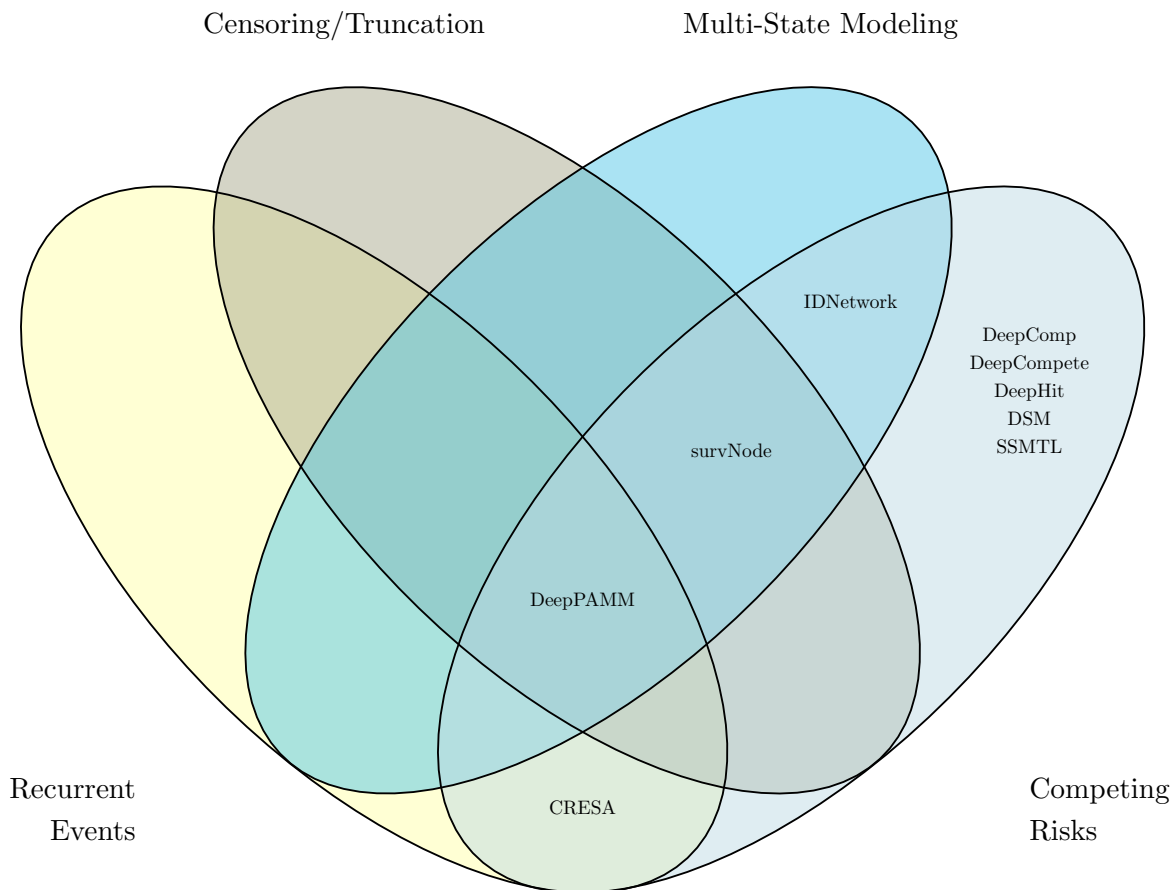 Censoring/Truncation
Multi-State Modeling
IDNetwork
DeepComp
DeepCompete
DeepHit
DSM
SSMTL
survNode
DeepPAMM
CRESA
Recurrent
Events
Competing
Risks